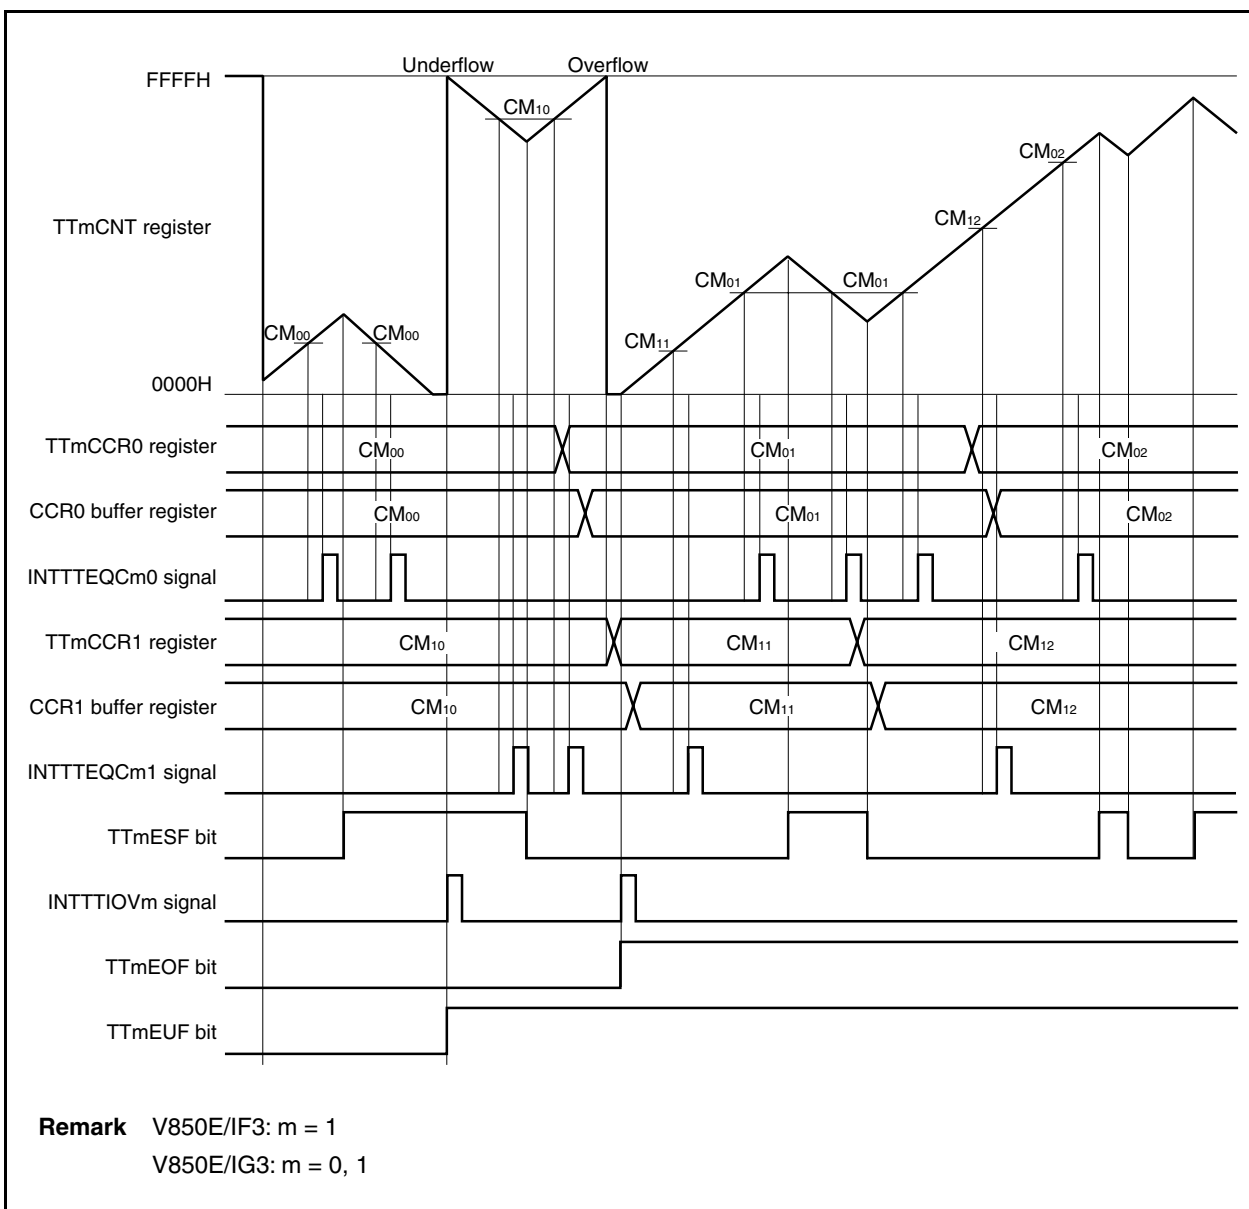 Underflow Overflow
FFFFH
CM10
CM02
CM12
TTmCNT register
CM01 CM01
CM00 CM00
CM11
0000H
TTmCCR0 register CM00 CM01 CM02
CCR0 buffer register CM00 CM01 CM02
INTTTEQCm0 signal
TTmCCR1 register CM10 CM11 CM12
CCR1 buffer register CM10 CM11 CM12
INTTTEQCm1 signal
TTmESF bit
INTTTIOVm signal
TTmEOF bit
TTmEUF bit
Remark V850E/IF3: m = 1
V850E/IG3: m = 0, 1